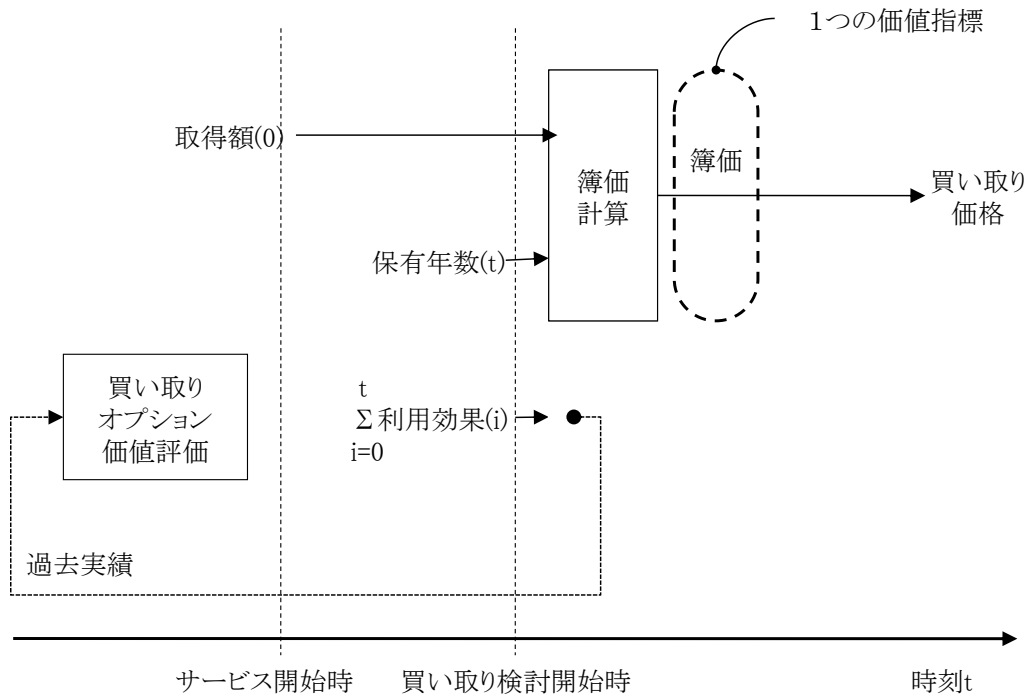 1つの価値指標
取得額(0)
簿価
計算
簿価
買い取り
価格
保有年数(t)
買い取り
オプション
価値評価
t
Σ利用効果(i)
i=0
過去実績
サービス開始時
買い取り検討開始時
時刻t